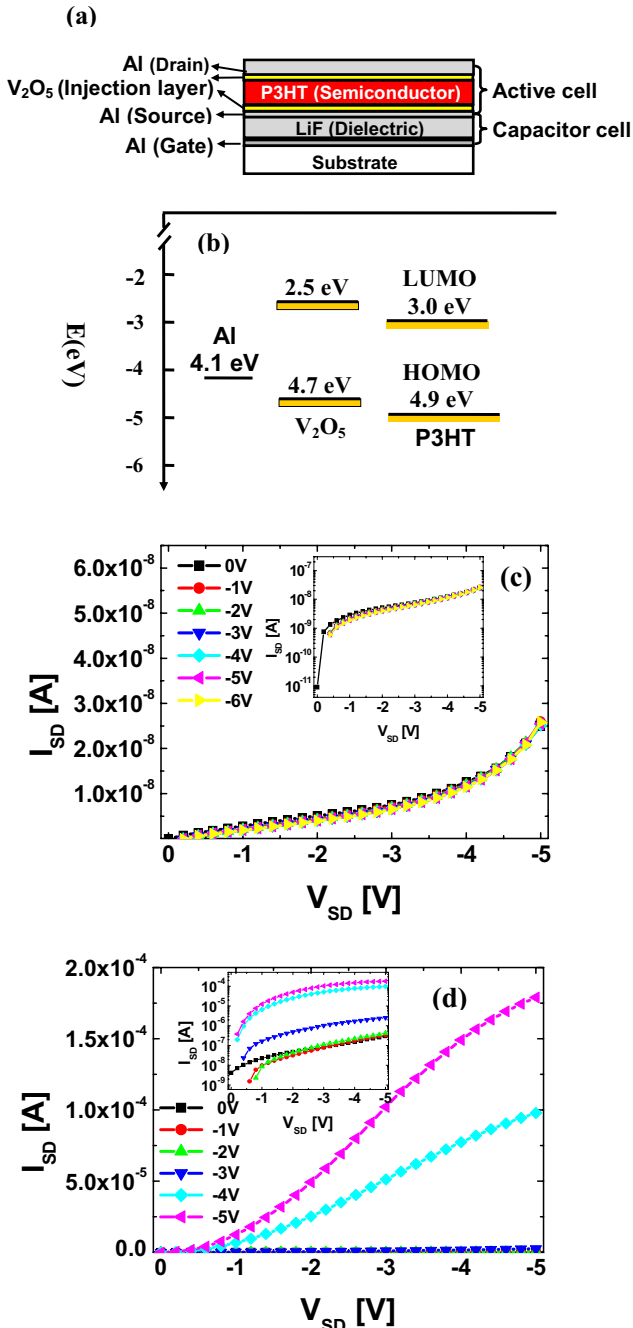 (a)
Al (Drain)
V₂O₅ (Injection layer)
Al (Source)
Al (Gate)
P3HT (Semiconductor)
LiF (Dielectric)
Substrate
Active cell
Capacitor cell
(b)
E(eV)
-2
-3
-4
-5
-6
Al
4.1 eV
2.5 eV
4.7 eV
V₂O₅
LUMO
3.0 eV
HOMO
4.9 eV
P3HT
(c)
I_SD [A]
6.0x10⁻⁸
5.0x10⁻⁸
4.0x10⁻⁸
3.0x10⁻⁸
2.0x10⁻⁸
1.0x10⁻⁸
0V
-1V
-2V
-3V
-4V
-5V
-6V
I_SD [A]
10⁻⁷
10⁻⁸
10⁻⁹
10⁻¹⁰
10⁻¹¹
0 -1 -2 -3 -4 -5
V_SD [V]
0 -1 -2 -3 -4 -5
V_SD [V]
(d)
I_SD [A]
2.0x10⁻⁴
1.5x10⁻⁴
1.0x10⁻⁴
5.0x10⁻⁵
0.0
I_SD [A]
10⁻⁴
10⁻⁵
10⁻⁶
10⁻⁷
10⁻⁸
10⁻⁹
0 -1 -2 -3 -4 -5
V_SD [V]
0V
-1V
-2V
-3V
-4V
-5V
0 -1 -2 -3 -4 -5
V_SD [V]